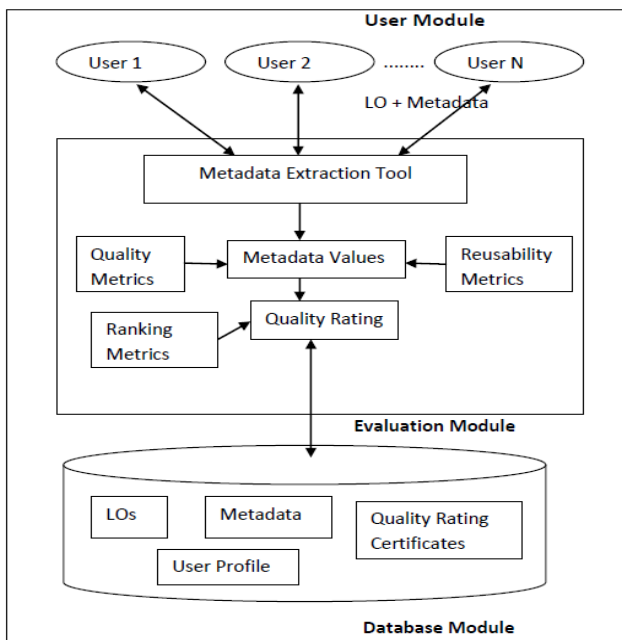 User Module
User 1
User 2
........
User N
LO + Metadata
Metadata Extraction Tool
Quality
Metrics
Metadata Values
Reusability
Metrics
Ranking
Metrics
Quality Rating
Evaluation Module
LOs
Metadata
Quality Rating
Certificates
User Profile
Database Module